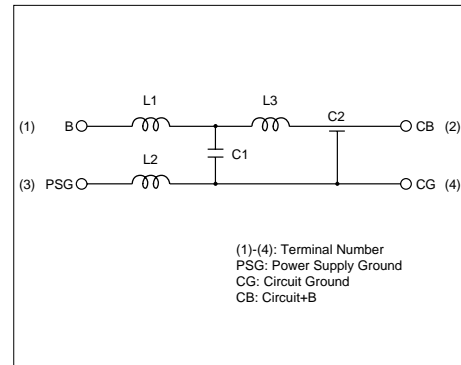 L1 L3
C2
(1) B CB (2)
C1
L2
(3) PSG CG (4)
(1)-(4): Terminal Number
PSG: Power Supply Ground
CG: Circuit Ground
CB: Circuit+B